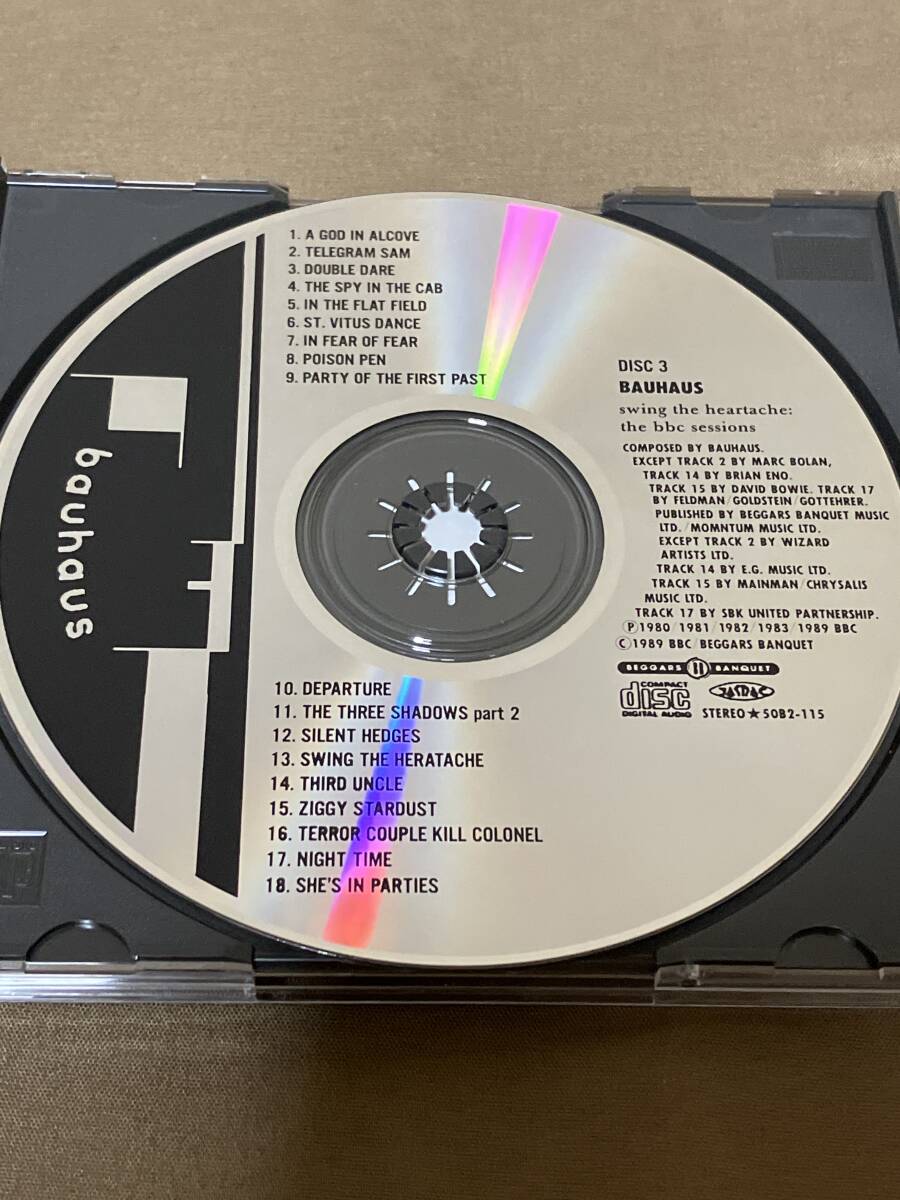 1. A GOD IN ALCOVE
2. TELEGRAM SAM
3. DOUBLE DARE
4. THE SPY IN THE CAB
5. IN THE FLAT FIELD
6. ST. VITUS DANCE
7. IN FEAR OF FEAR
8. POISON PEN
9. PARTY OF THE FIRST PAST
bauhaus
DISC 3
BAUHAUS
swing the heartache:
the bbc sessions
COMPOSED BY BAUHAUS.
EXCEPT TRACK 2 BY MARC BOLAN,
TRACK 14 BY BRIAN ENO.
TRACK 15 BY DAVID BOWIE. TRACK 17
BY FELDMAN/GOLDSTEIN/GOTTEHRER.
PUBLISHED BY BEGGARS BANQUET MUSIC
LTD./MOMNTUM MUSIC LTD.
EXCEPT TRACK 2 BY WIZARD
ARTISTS LTD.
TRACK 14 BY E.G. MUSIC LTD.
TRACK 15 BY MAINMAN/CHRYSALIS
MUSIC LTD.
TRACK 17 BY SBK UNITED PARTNERSHIP.
Ⓟ1980/1981/1982/1983/1989 BBC
©1989 BBC/BEGGARS BANQUET
BEGGARS BANQUET
COMPACT
disc
DIGITAL AUDIO
JASRAC
STEREO★50B2-115
10. DEPARTURE
11. THE THREE SHADOWS part 2
12. SILENT HEDGES
13. SWING THE HERATACHE
14. THIRD UNCLE
15. ZIGGY STARDUST
16. TERROR COUPLE KILL COLONEL
17. NIGHT TIME
18. SHE'S IN PARTIES